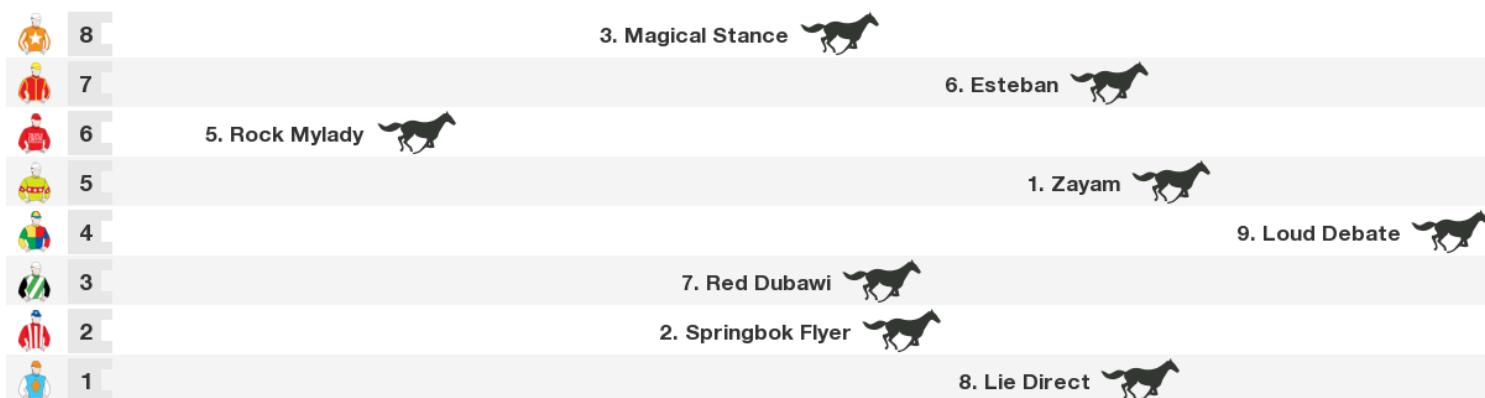 8 3. Magical Stance
7 6. Esteban
6 5. Rock Mylady
5 1. Zayam
4 9. Loud Debate
3 7. Red Dubawi
2 2. Springbok Flyer
1 8. Lie Direct